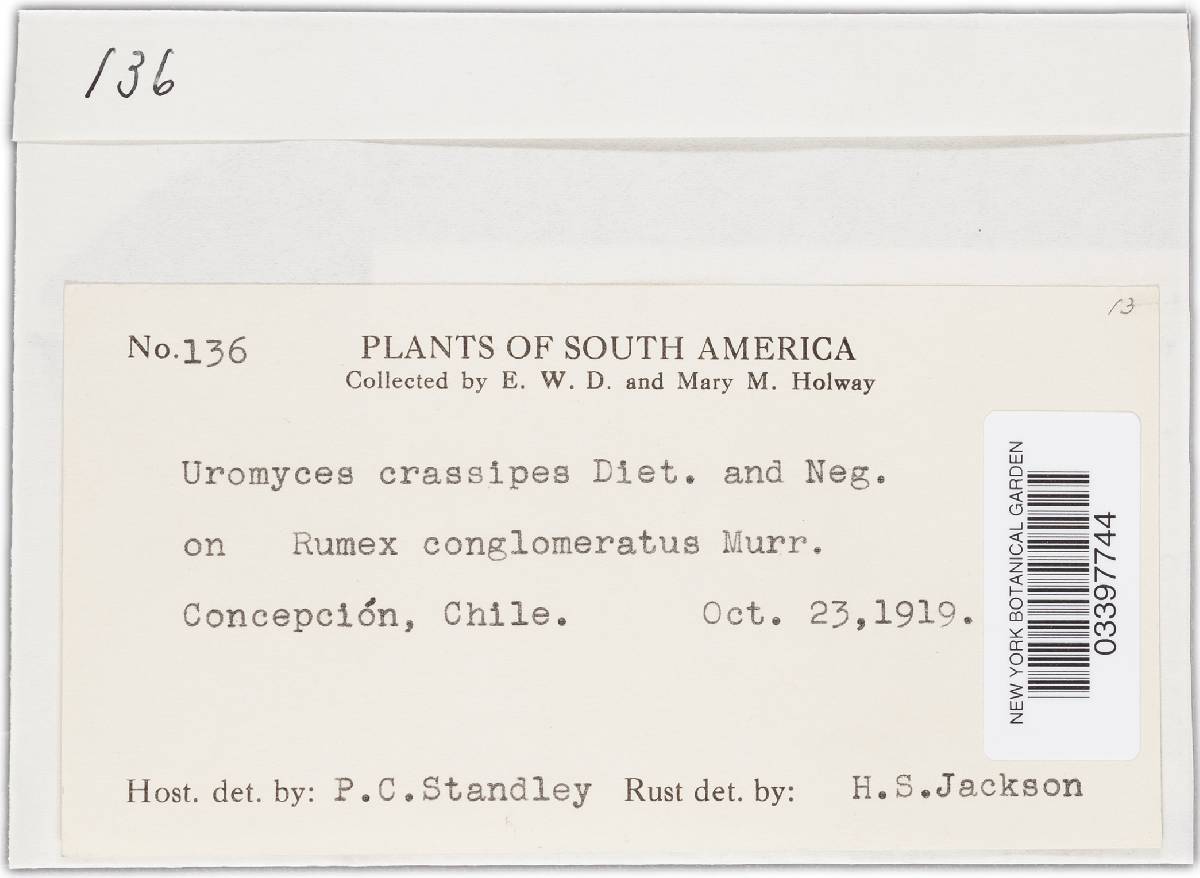 136
13
No. 136 PLANTS OF SOUTH AMERICA
Collected by E. W. D. and Mary M. Holway
Uromyces crassipes Diet. and Neg.
on Rumex conglomeratus Murr.
Concepción, Chile. Oct. 23,1919.
Host. det. by: P.C.Standley Rust det. by: H.S.Jackson
NEW YORK BOTANICAL GARDEN
03397744